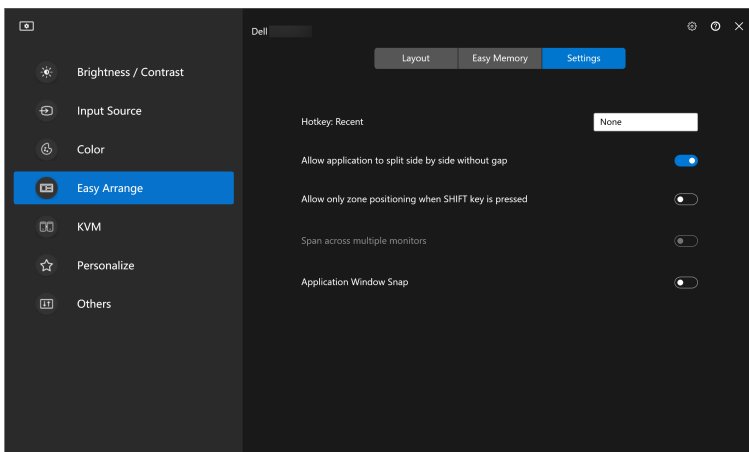 Dell
Layout
Easy Memory
Settings
Brightness / Contrast
Input Source
Color
Easy Arrange
KVM
Personalize
Others
Hotkey: Recent
None
Allow application to split side by side without gap
Allow only zone positioning when SHIFT key is pressed
Span across multiple monitors
Application Window Snap